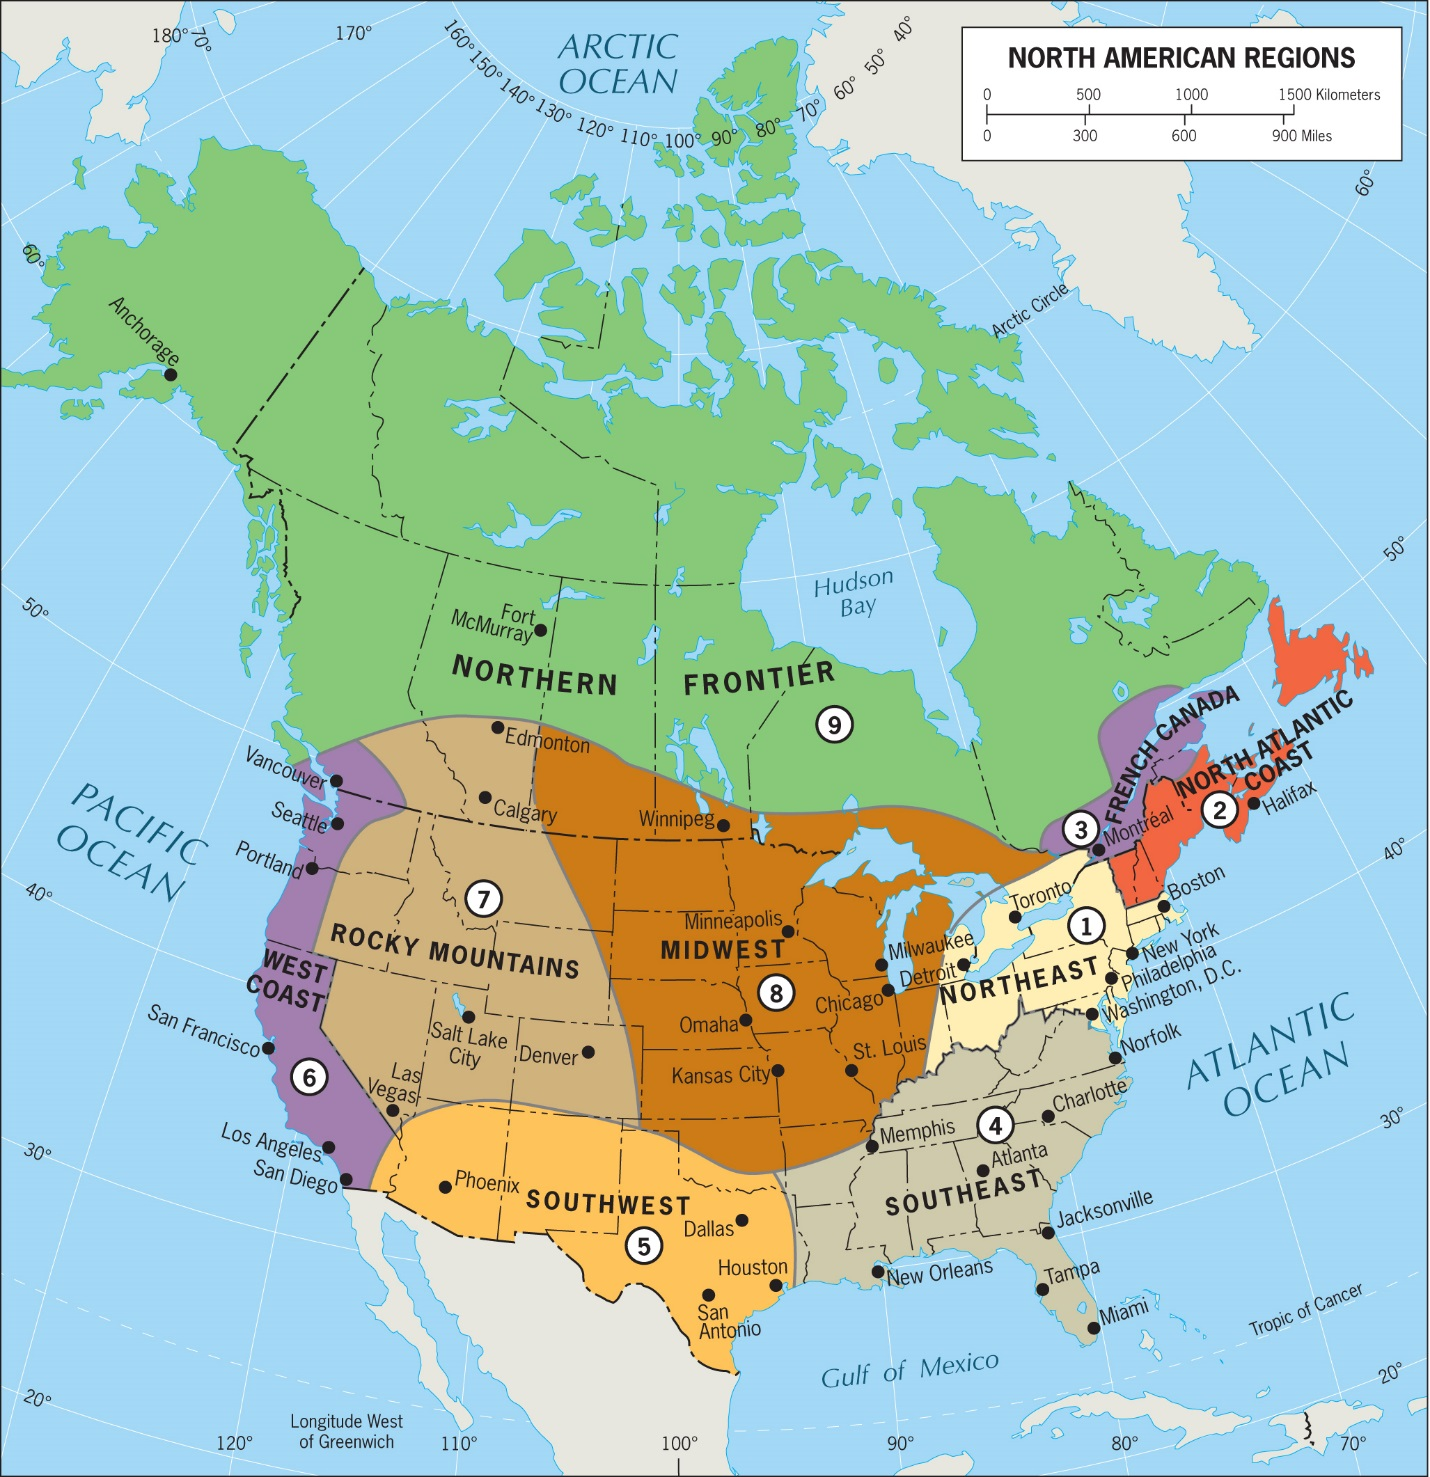 NORTH AMERICAN REGIONS
0 500 1000 1500 Kilometers
0 300 600 900 Miles
180° 70° 170° 160° 150° 140° 130° 120° 110° 100° 90° 80° 70° 60° 50° 40°
ARCTIC
OCEAN
60°
60°
Arctic Circle
Anchorage
50°
50°
Hudson
Bay
Fort
McMurray
NORTHERN FRONTIER
9
Edmonton
Calgary
Winnipeg
Vancouver
Seattle
Portland
PACIFIC
OCEAN
40°
40°
FRENCH CANADA
3
Montréal
NORTH ATLANTIC
COAST
2
Halifax
7
ROCKY MOUNTAINS
Salt Lake
City
Denver
Las
Vegas
WEST
COAST
San Francisco
6
Los Angeles
San Diego
Minneapolis
MIDWEST
8
Milwaukee
Chicago
Omaha
Kansas City
St. Louis
Detroit
Toronto
1
NORTHEAST
Boston
New York
Philadelphia
Washington, D.C.
Norfolk
ATLANTIC
OCEAN
30°
30°
Memphis
4
Charlotte
Atlanta
SOUTHEAST
Jacksonville
New Orleans
Tampa
Miami
Phoenix
SOUTHWEST
5
Dallas
Houston
San
Antonio
Gulf of Mexico
Tropic of Cancer
20°
20°
Longitude West
of Greenwich
120° 110° 100° 90° 80° 70°